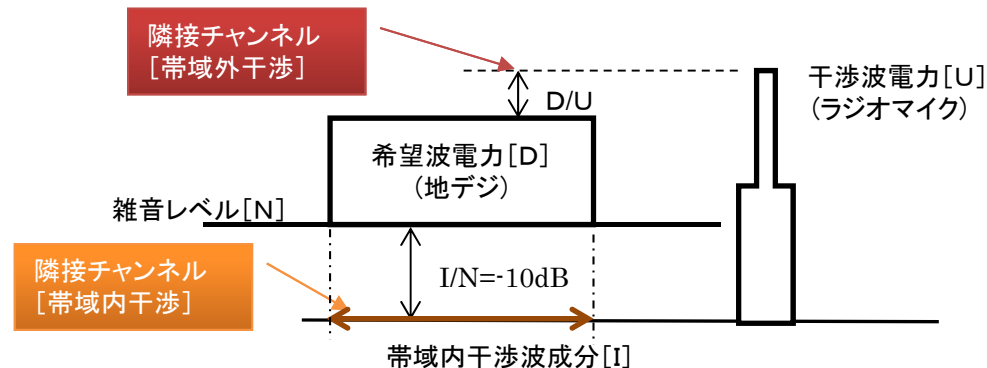 隣接チャンネル
[帯域外干渉]
D/U
干渉波電力[U]
(ラジオマイク)
希望波電力[D]
(地デジ)
雑音レベル[N]
隣接チャンネル
[帯域内干渉]
I/N=-10dB
帯域内干渉波成分[I]